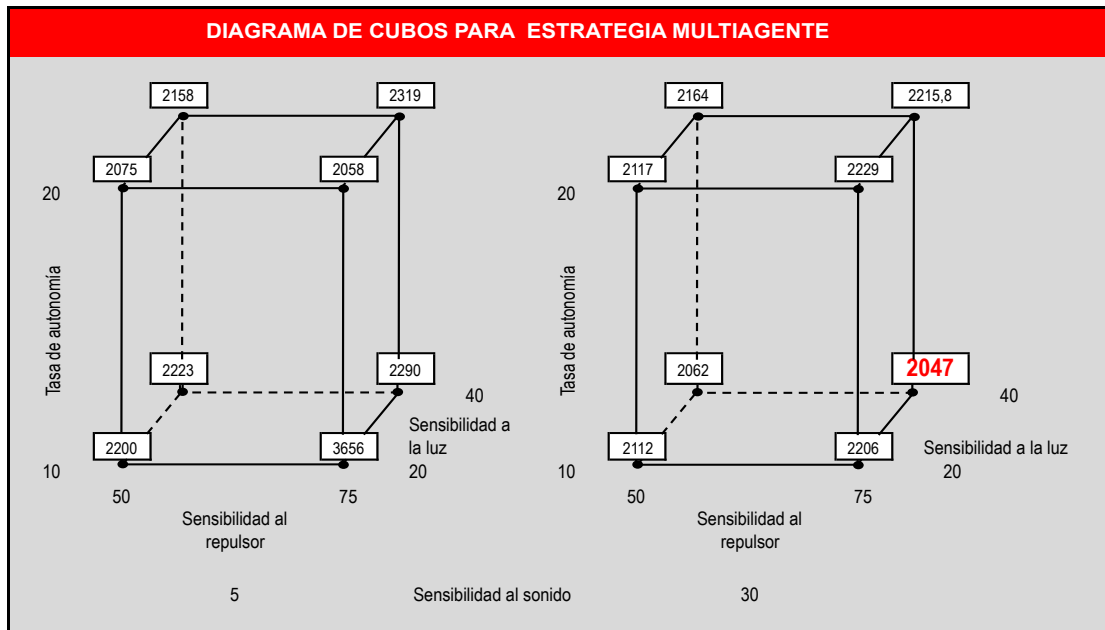 DIAGRAMA DE CUBOS PARA ESTRATEGIA MULTIAGENTE
2158
2319
2075
2058
20
Tasa de autonomía
2223
2290
40
Sensibilidad a
la luz
2200
3656
10
20
50
75
Sensibilidad al
repulsor
2164
2215,8
2117
2229
20
Tasa de autonomía
2062
2047
40
2112
2206
Sensibilidad a la luz
10
20
50
75
Sensibilidad al
repulsor
5
Sensibilidad al sonido
30